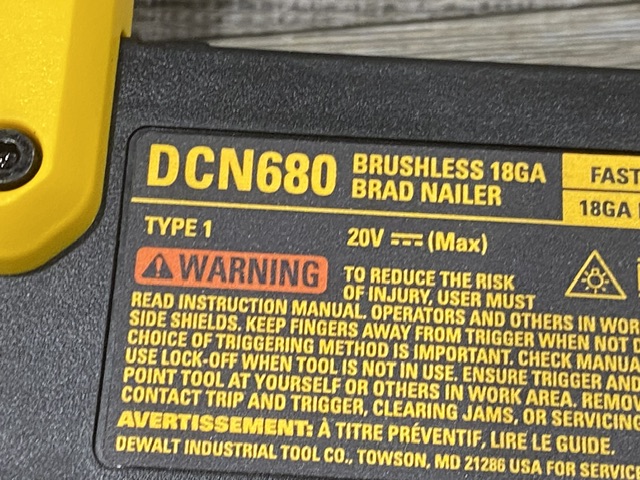 DCN680 BRUSHLESS 18GA
BRAD NAILER
FAST
18GA
TYPE 1
20V ⎓ (Max)
⚠ WARNING TO REDUCE THE RISK
OF INJURY, USER MUST
READ INSTRUCTION MANUAL. OPERATORS AND OTHERS IN WOR
SIDE SHIELDS. KEEP FINGERS AWAY FROM TRIGGER WHEN NOT D
CHOICE OF TRIGGERING METHOD IS IMPORTANT. CHECK MANUA
USE LOCK-OFF WHEN TOOL IS NOT IN USE. ENSURE TRIGGER AND
POINT TOOL AT YOURSELF OR OTHERS IN WORK AREA. REMOV
CONTACT TRIP AND TRIGGER, CLEARING JAMS, OR SERVICING
AVERTISSEMENT: À TITRE PRÉVENTIF, LIRE LE GUIDE.
DEWALT INDUSTRIAL TOOL CO., TOWSON, MD 21286 USA FOR SERVICE